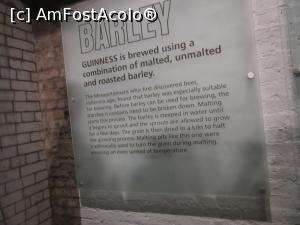 [c] AmFostAcolo®
BARLEY
GUINNESS is brewed using a
combination of malted, unmalted
and roasted barley.
The Mesopotamians who first discovered beer,
ago, found that barley was especially suitable
for brewing. Before barley can be used for brewing, the
starches it contains need to be broken down. Malting
starts this process. The barley is steeped in water until
it begins to sprout and the sprouts are allowed to grow
for a few days. The grain is then dried in a kiln to halt
the growing process. Malting pits like this one were
traditionally used to turn the grain during malting,
ensuring an even spread of temperature.